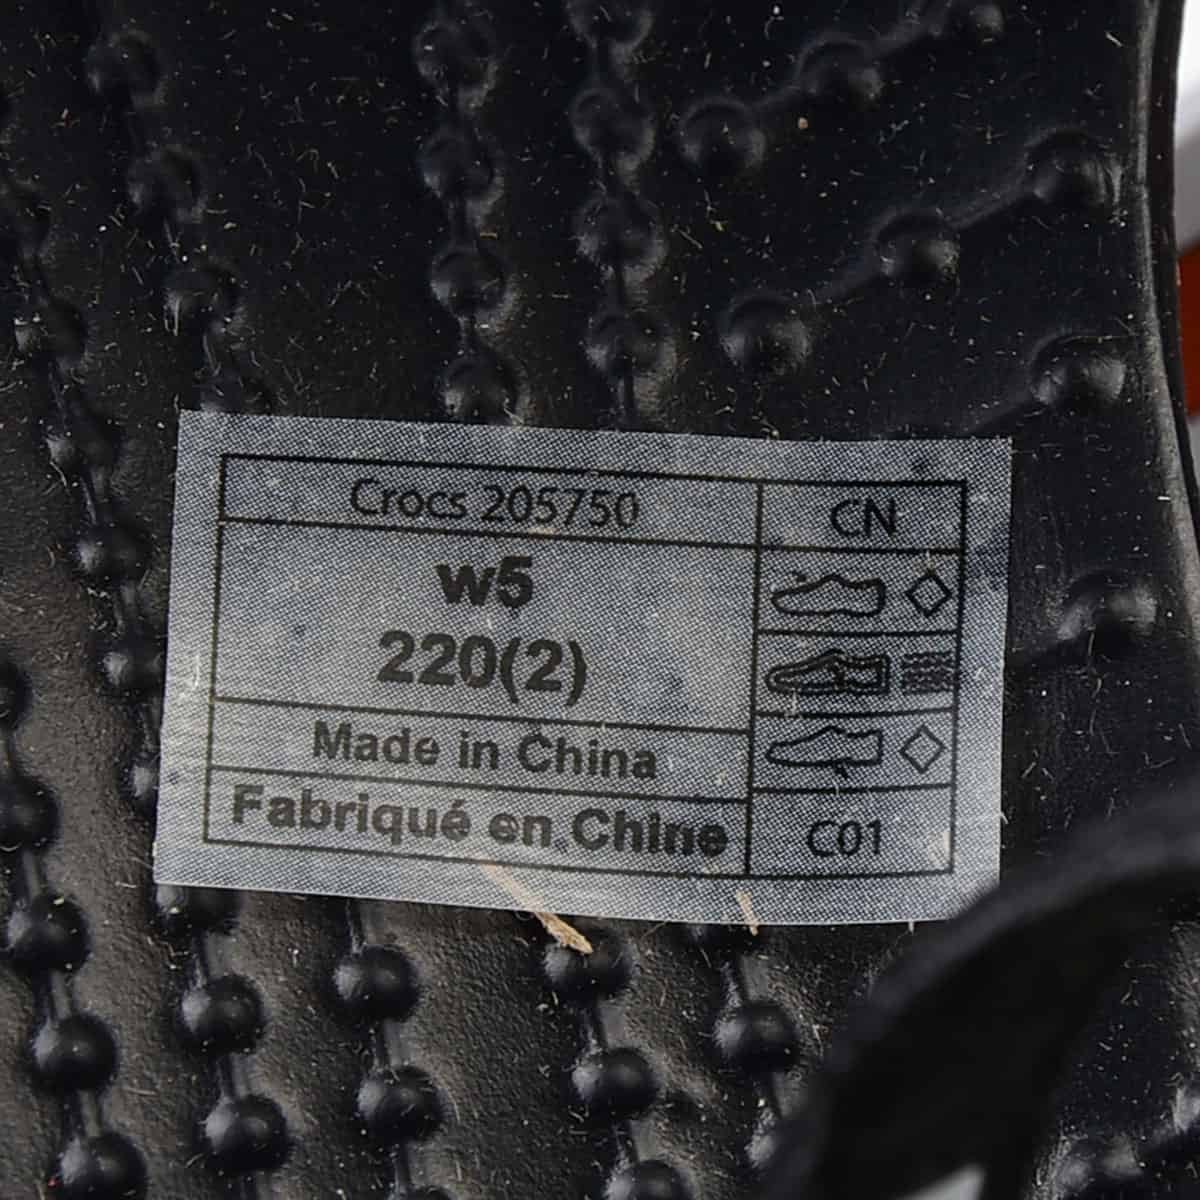 Crocs 205750
CN
w5
220(2)
Made in China
Fabriqué en Chine
C01